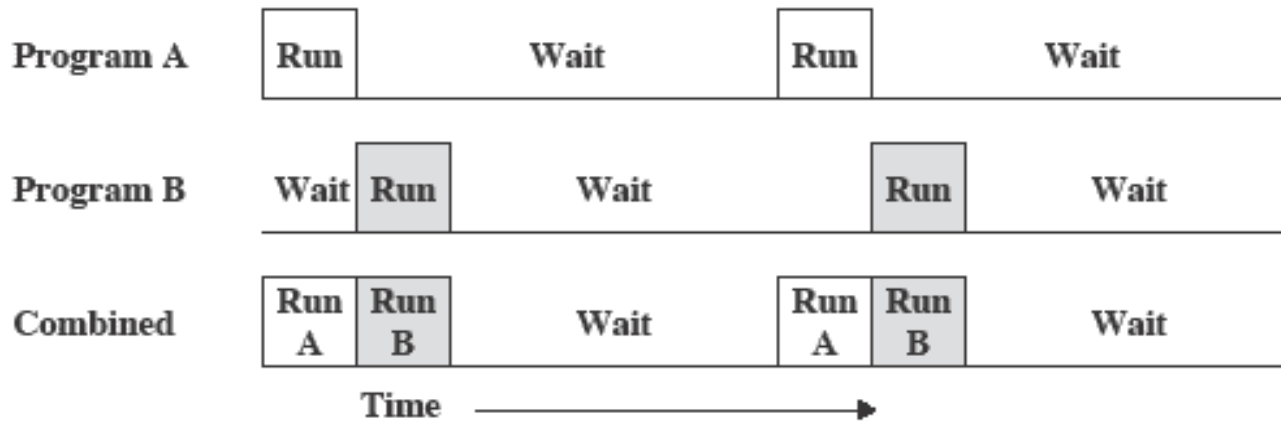 Program A Run Wait Run Wait
Program B Wait Run Wait Run Wait
Combined Run A Run B Wait Run A Run B Wait
Time